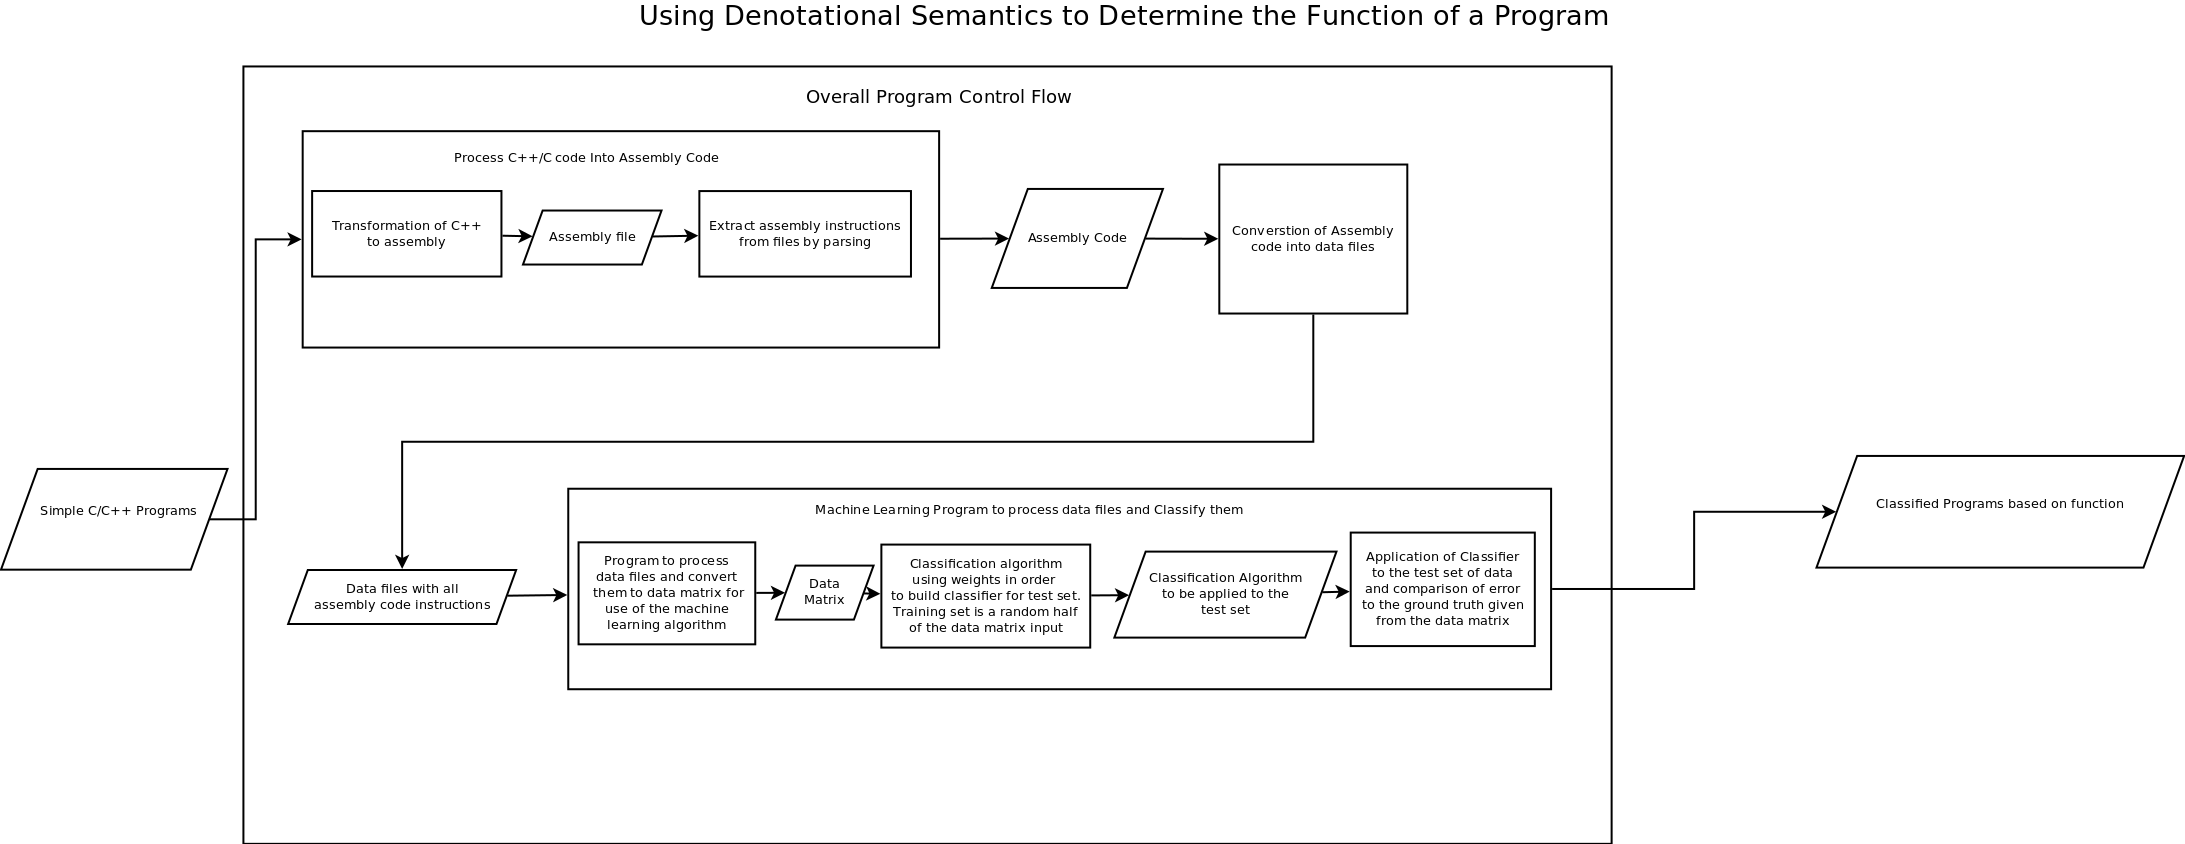 Using Denotational Semantics to Determine the Function of a Program
Overall Program Control Flow
Process C++/C code Into Assembly Code
Transformation of C++
to assembly
Assembly file
Extract assembly instructions
from files by parsing
Assembly Code
Converstion of Assembly
code into data files
Simple C/C++ Programs
Data files with all
assembly code instructions
Machine Learning Program to process data files and Classify them
Program to process
data files and convert
them to data matrix for
use of the machine
learning algorithm
Data
Matrix
Classification algorithm
using weights in order
to build classifier for test set.
Training set is a random half
of the data matrix input
Classification Algorithm
to be applied to the
test set
Application of Classifier
to the test set of data
and comparison of error
to the ground truth given
from the data matrix
Classified Programs based on function